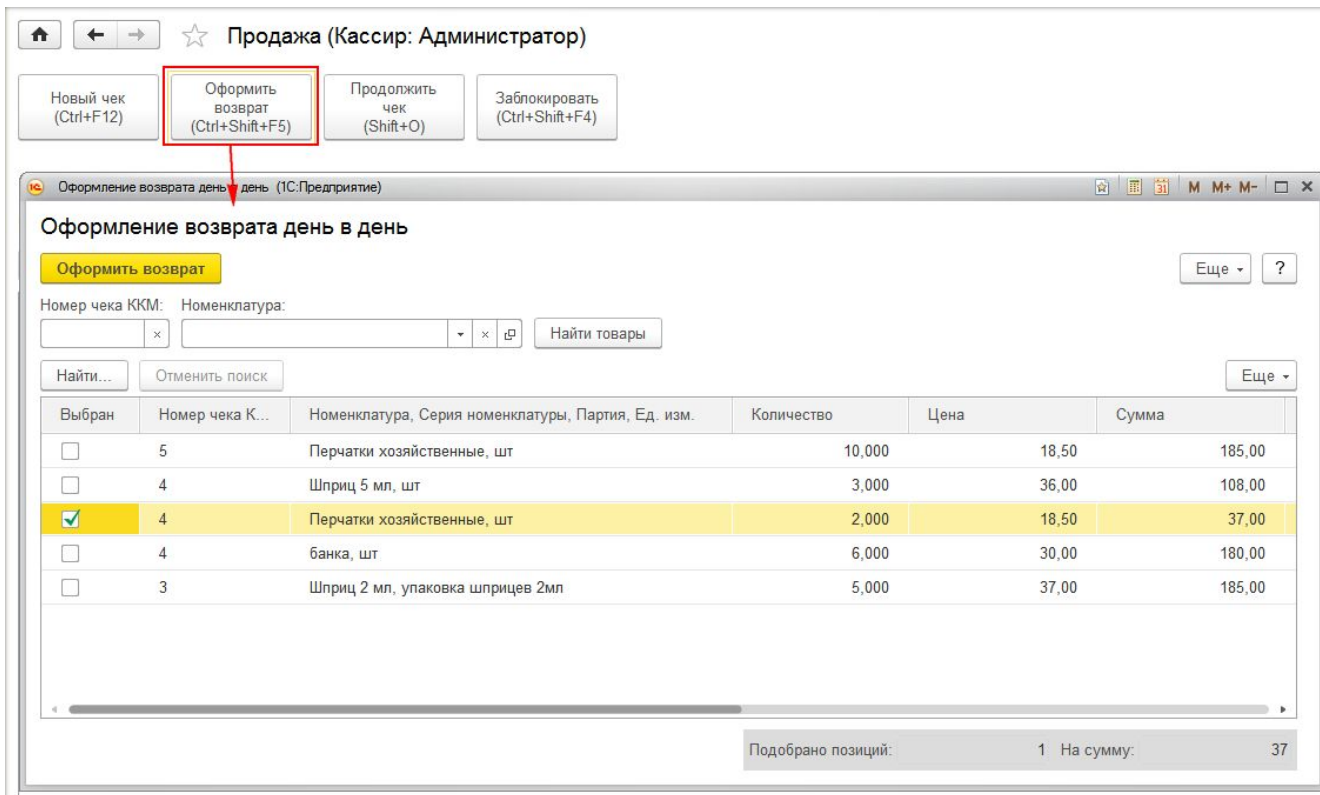 Продажа (Кассир: Администратор)
Новый чек
(Ctrl+F12)
Оформить
возврат
(Ctrl+Shift+F5)
Продолжить
чек
(Shift+O)
Заблокировать
(Ctrl+Shift+F4)
1С Оформление возврата день в день (1С:Предприятие) 31 M M+ M-
Оформление возврата день в день
Оформить возврат Еще ?
Номер чека ККМ: Номенклатура:
Найти товары
Найти... Отменить поиск Еще
Выбран Номер чека К... Номенклатура, Серия номенклатуры, Партия, Ед. изм. Количество Цена Сумма
5 Перчатки хозяйственные, шт 10,000 18,50 185,00
4 Шприц 5 мл, шт 3,000 36,00 108,00
4 Перчатки хозяйственные, шт 2,000 18,50 37,00
4 банка, шт 6,000 30,00 180,00
3 Шприц 2 мл, упаковка шприцев 2мл 5,000 37,00 185,00
Подобрано позиций: 1 На сумму: 37